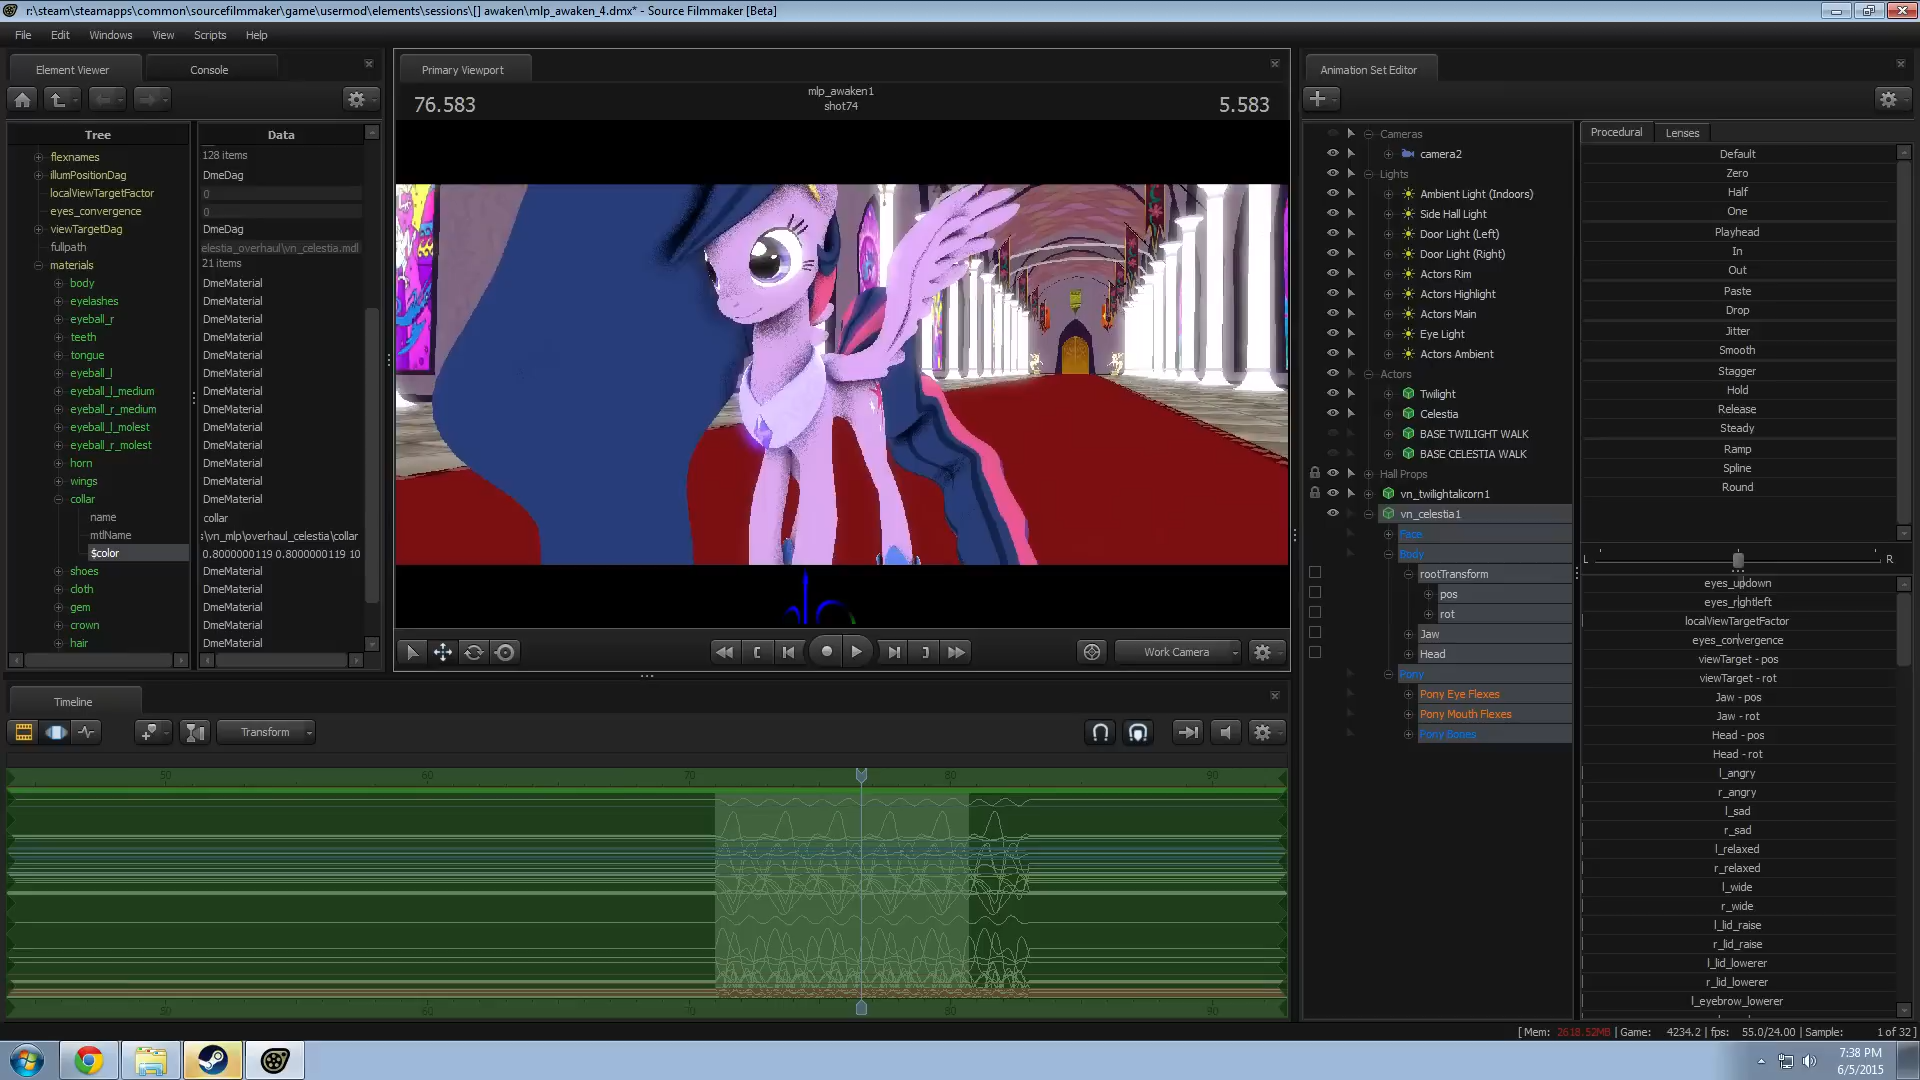 r:\steam\steamapps\common\sourcefilmmaker\game\usermod\elements\sessions\[] awaken\mlp_awaken_4.dmx* - Source Filmmaker [Beta]
File Edit Windows View Scripts Help
Element Viewer
Console
Tree
Data
flexnames
128 items
illumPositionDag
DmeDag
localViewTargetFactor
0
eyes_convergence
0
viewTargetDag
DmeDag
fullpath
elestia_overhaul\vn_celestia.mdl
materials
21 items
body
DmeMaterial
eyelashes
DmeMaterial
eyeball_r
DmeMaterial
teeth
DmeMaterial
tongue
DmeMaterial
eyeball_l
DmeMaterial
eyeball_l_medium
DmeMaterial
eyeball_r_medium
DmeMaterial
eyeball_l_molest
DmeMaterial
eyeball_r_molest
DmeMaterial
horn
DmeMaterial
wings
DmeMaterial
collar
DmeMaterial
name
collar
mtlName
s\vn_mlp\overhaul_celestia\collar
$color
0.8000000119 0.8000000119 10
shoes
DmeMaterial
cloth
DmeMaterial
gem
DmeMaterial
crown
DmeMaterial
hair
DmeMaterial
Primary Viewport
76.583
mlp_awaken1
shot74
5.583
Work Camera
Timeline
Transform
50 60 70 80 90
50 60 70 80 90
Animation Set Editor
Cameras
camera2
Lights
Ambient Light (Indoors)
Side Hall Light
Door Light (Left)
Door Light (Right)
Actors Rim
Actors Highlight
Actors Main
Eye Light
Actors Ambient
Actors
Twilight
Celestia
BASE TWILIGHT WALK
BASE CELESTIA WALK
Hall Props
vn_twilightalicorn1
vn_celestia1
Face
Body
rootTransform
pos
rot
Jaw
Head
Pony
Pony Eye Flexes
Pony Mouth Flexes
Pony Bones
Procedural
Lenses
Default
Zero
Half
One
Playhead
In
Out
Paste
Drop
Jitter
Smooth
Stagger
Hold
Release
Steady
Ramp
Spline
Round
L
R
eyes_updown
eyes_rightleft
localViewTargetFactor
eyes_convergence
viewTarget - pos
viewTarget - rot
Jaw - pos
Jaw - rot
Head - pos
Head - rot
l_angry
r_angry
l_sad
r_sad
l_relaxed
r_relaxed
l_wide
r_wide
l_lid_raise
r_lid_raise
l_lid_lowerer
r_lid_lowerer
l_eyebrow_lowerer
[ Mem: 2618.52MB | Game: 4234.2 | fps: 55.0/24.00 | Sample: 1 of 32 ]
7:38 PM
6/5/2015